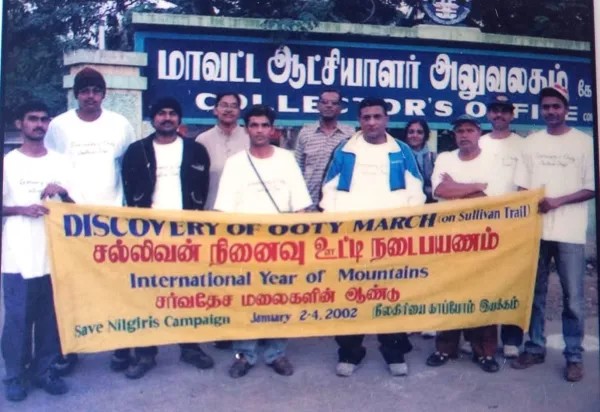 மாவட்ட ஆட்சியாளர் அலுவலகம்
COLLECTOR'S OFFICE
DISCOVERY OF OOTY MARCH (on Sullivan Trail)
சல்லிவன் நினைவு ஊட்டி நடைபயணம்
International Year of Mountains
சர்வதேச மலைகளின் ஆண்டு
Save Nilgiris Campaign January 2-4, 2002 நீலகிரியை காப்போம் இயக்கம்